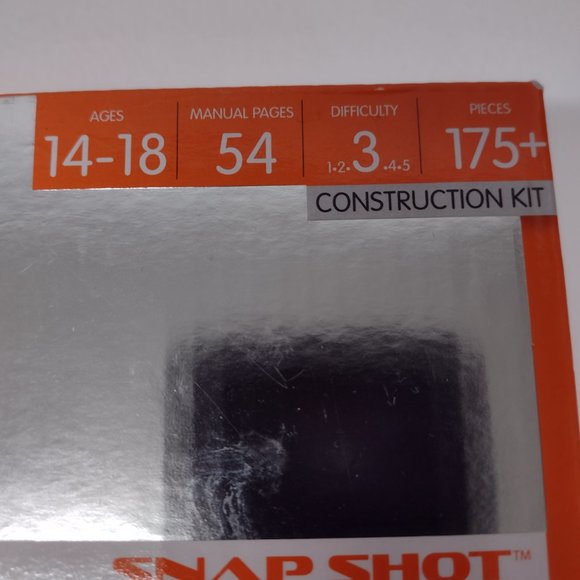 AGES MANUAL PAGES DIFFICULTY PIECES
14-18 54 1.2.3.4.5 175+
CONSTRUCTION KIT
SNAP SHOT™